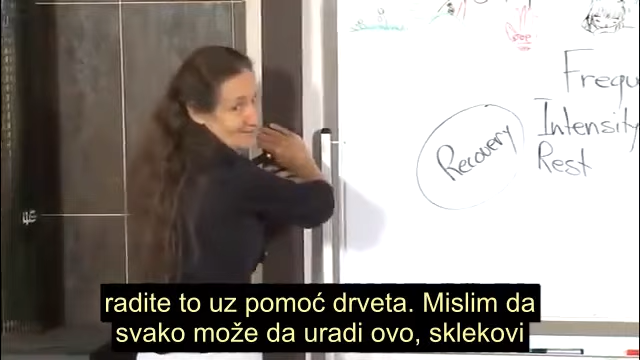 Frequ
Intensity
Rest
Recovery
radite to uz pomoć drveta. Mislim da
svako može da uradi ovo, sklekovi